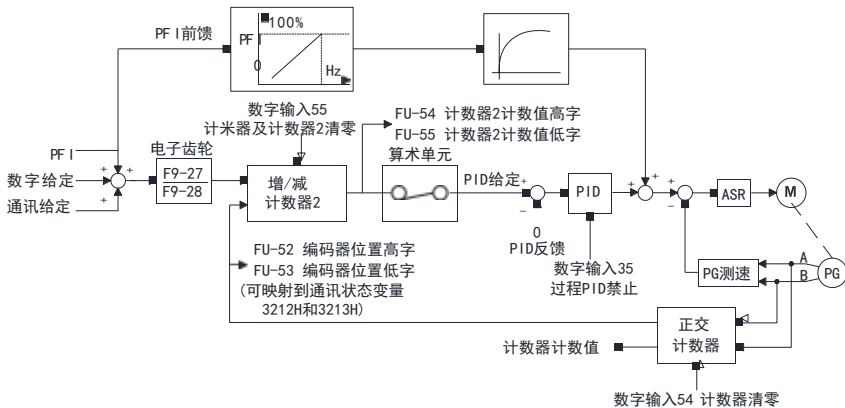 100%
PFI前馈
PFI
0
Hz
数字输入55
计米器及计数器2清零
FU-54 计数器2计数值高字
FU-55 计数器2计数值低字
算术单元
PFI
电子齿轮
数字给定
通讯给定
+
+
+
+
F9-27
F9-28
增/减
计数器2
PID给定
+
−
PID
+
+
+
−
ASR
M
0
PID反馈
数字输入35
过程PID禁止
FU-52 编码器位置高字
FU-53 编码器位置低字
(可映射到通讯状态变量
3212H和3213H)
PG测速
A
B
PG
正交
计数器
计数器计数值
数字输入54 计数器清零